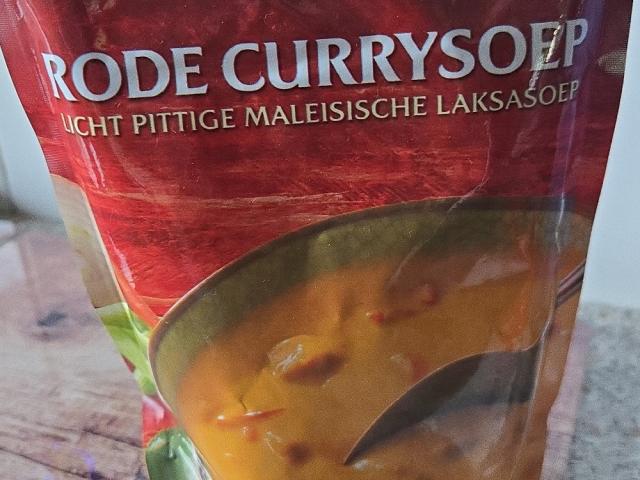 RODE CURRYSOEP
LICHT PITTIGE MALEISISCHE LAKSASOEP